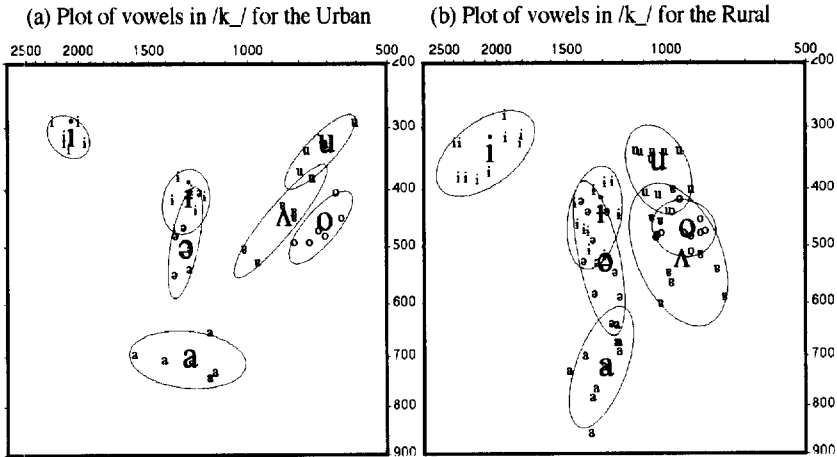 (a) Plot of vowels in /k_/ for the Urban
(b) Plot of vowels in /k_/ for the Rural
2500 2000 1500 1000 500
2500 2000 1500 1000 500
200
300
400
500
600
700
800
900
200
300
400
500
600
700
800
900
i
ɨ
ə
a
u
ʌ
o
i
ɨ
ə
a
u
o
ʌ